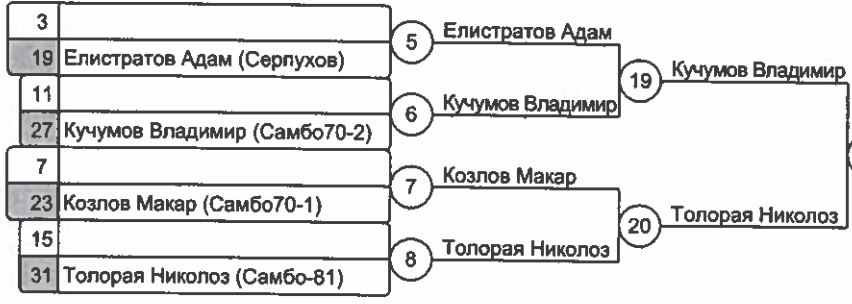 3
19 Елистратов Адам (Серпухов)
11
27 Кучумов Владимир (Самбо70-2)
7
23 Козлов Макар (Самбо70-1)
15
31 Толорая Николоз (Самбо-81)
5
Елистратов Адам
6
Кучумов Владимир
7
Козлов Макар
8
Толорая Николоз
19
Кучумов Владимир
20
Толорая Николоз